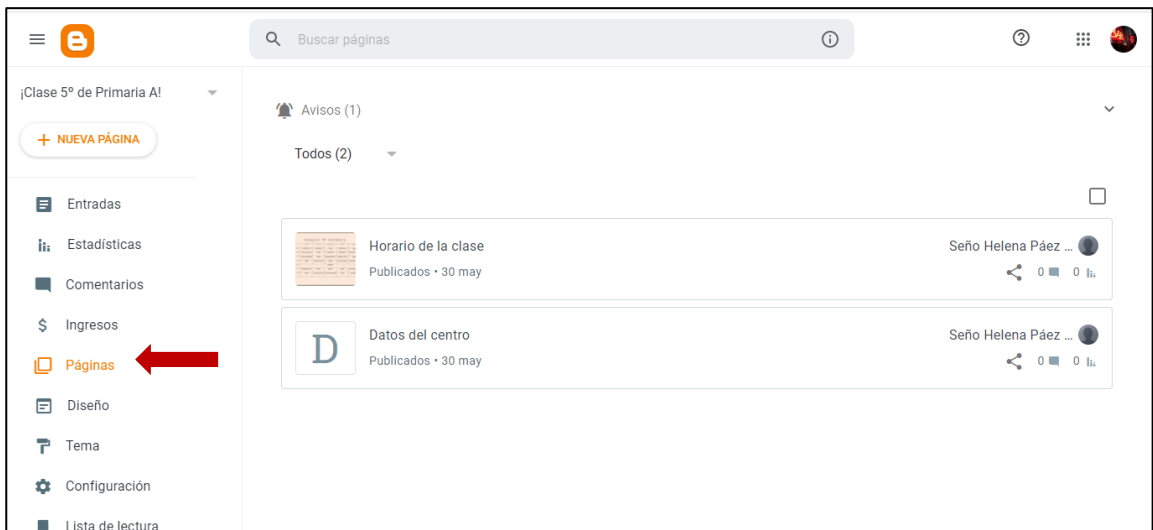 Buscar páginas
¡Clase 5º de Primaria A!
+ NUEVA PÁGINA
Entradas
Estadísticas
Comentarios
$ Ingresos
Páginas
Diseño
Tema
Configuración
Lista de lectura
Avisos (1)
Todos (2)
Horario de la clase
Seño Helena Páez ...
Publicados • 30 may
0 0
D
Datos del centro
Seño Helena Páez ...
Publicados • 30 may
0 0